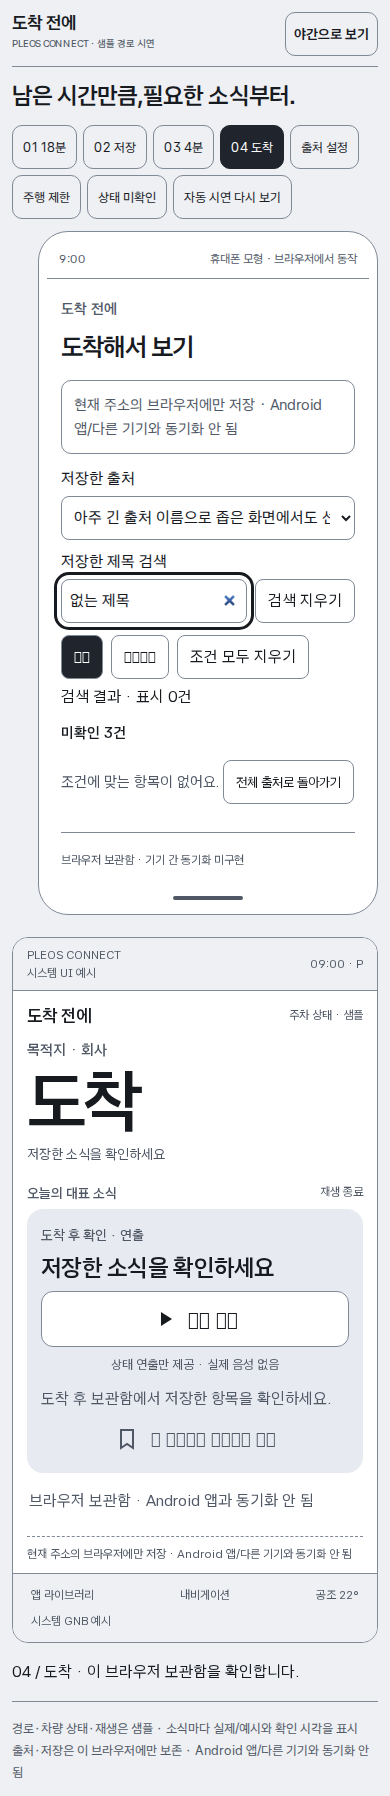 도착 전에
PLEOS CONNECT · 샘플 경로 시연
야간으로 보기
남은 시간만큼,필요한 소식부터.
01 18분
02 저장
03 4분
04 도착
출처 설정
주행 제한
상태 미확인
자동 시연 다시 보기
9:00
휴대폰 모형 · 브라우저에서 동작
도착 전에
도착해서 보기
현재 주소의 브라우저에만 저장 · Android
앱/다른 기기와 동기화 안 됨
저장한 출처
아주 긴 출처 이름으로 좁은 화면에서도
저장한 제목 검색
없는 제목
검색 지우기
조건 모두 지우기
검색 결과 · 표시 0건
미확인 3건
조건에 맞는 항목이 없어요.
전체 출처로 돌아가기
브라우저 보관함 · 기기 간 동기화 미구현
PLEOS CONNECT
시스템 UI 예시
09:00 · P
도착 전에
주차 상태 · 샘플
목적지 · 회사
도착
저장한 소식을 확인하세요
오늘의 대표 소식
재생 종료
도착 후 확인 · 연출
저장한 소식을 확인하세요
상태 연출만 제공 · 실제 음성 없음
도착 후 보관함에서 저장한 항목을 확인하세요.
브라우저 보관함 · Android 앱과 동기화 안 됨
현재 주소의 브라우저에만 저장 · Android 앱/다른 기기와 동기화 안 됨
앱 라이브러리
내비게이션
공조 22°
시스템 GNB 예시
04 / 도착 · 이 브라우저 보관함을 확인합니다.
경로·차량 상태·재생은 샘플 · 소식마다 실제/예시와 확인 시각을 표시
출처·저장은 이 브라우저에만 보존 · Android 앱/다른 기기와 동기화 안
됨